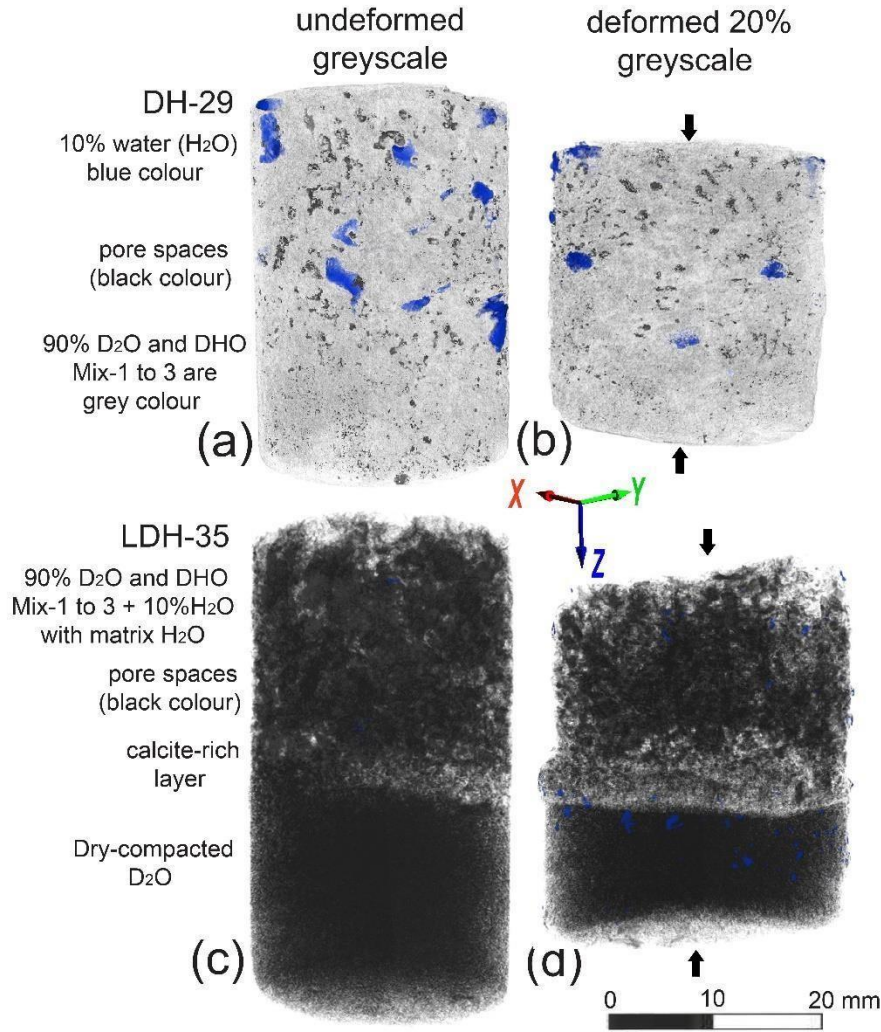 undeformed
greyscale
deformed 20%
greyscale
DH-29
10% water (H₂O)
blue colour
pore spaces
(black colour)
90% D₂O and DHO
Mix-1 to 3 are
grey colour
(a)
(b)
X
Y
Z
LDH-35
90% D₂O and DHO
Mix-1 to 3 + 10%H₂O
with matrix H₂O
pore spaces
(black colour)
calcite-rich
layer
Dry-compacted
D₂O
(c)
(d)
0 10 20 mm